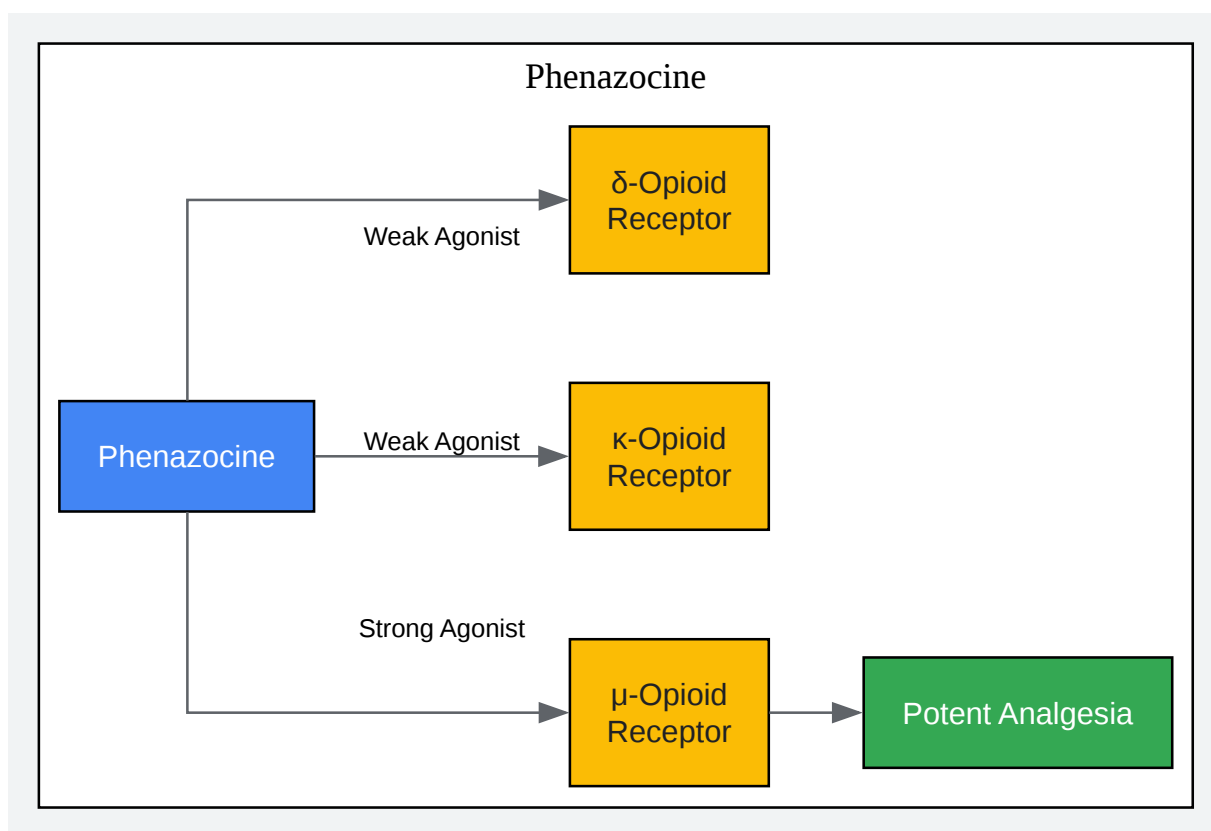 Phenazocine
δ-Opioid
Receptor
Weak Agonist
Phenazocine
Weak Agonist
κ-Opioid
Receptor
Strong Agonist
μ-Opioid
Receptor
Potent Analgesia